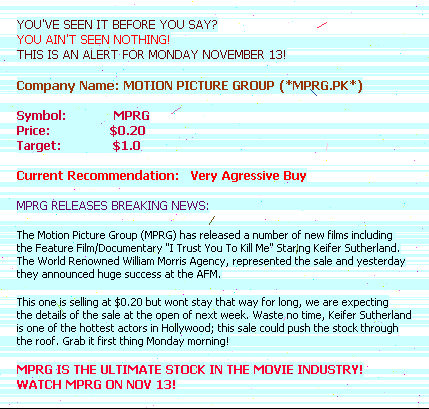 YOU'VE SEEN IT BEFORE YOU SAY?
YOU AIN'T SEEN NOTHING!
THIS IS AN ALERT FOR MONDAY NOVEMBER 13!
Company Name: MOTION PICTURE GROUP (*MPRG.PK*)
Symbol: MPRG
Price: $0.20
Target: $1.0
Current Recommendation: Very Agressive Buy
MPRG RELEASES BREAKING NEWS:
The Motion Picture Group (MPRG) has released a number of new films including
the Feature Film/Documentary "I Trust You To Kill Me" Staring Keifer Sutherland.
The World Renowned William Morris Agency, represented the sale and yesterday
they announced huge success at the AFM.
This one is selling at $0.20 but wont stay that way for long, we are expecting
the details of the sale at the open of next week. Waste no time, Keifer Sutherland
is one of the hottest actors in Hollywood; this sale could push the stock through
the roof. Grab it first thing Monday morning!
MPRG IS THE ULTIMATE STOCK IN THE MOVIE INDUSTRY!
WATCH MPRG ON NOV 13!